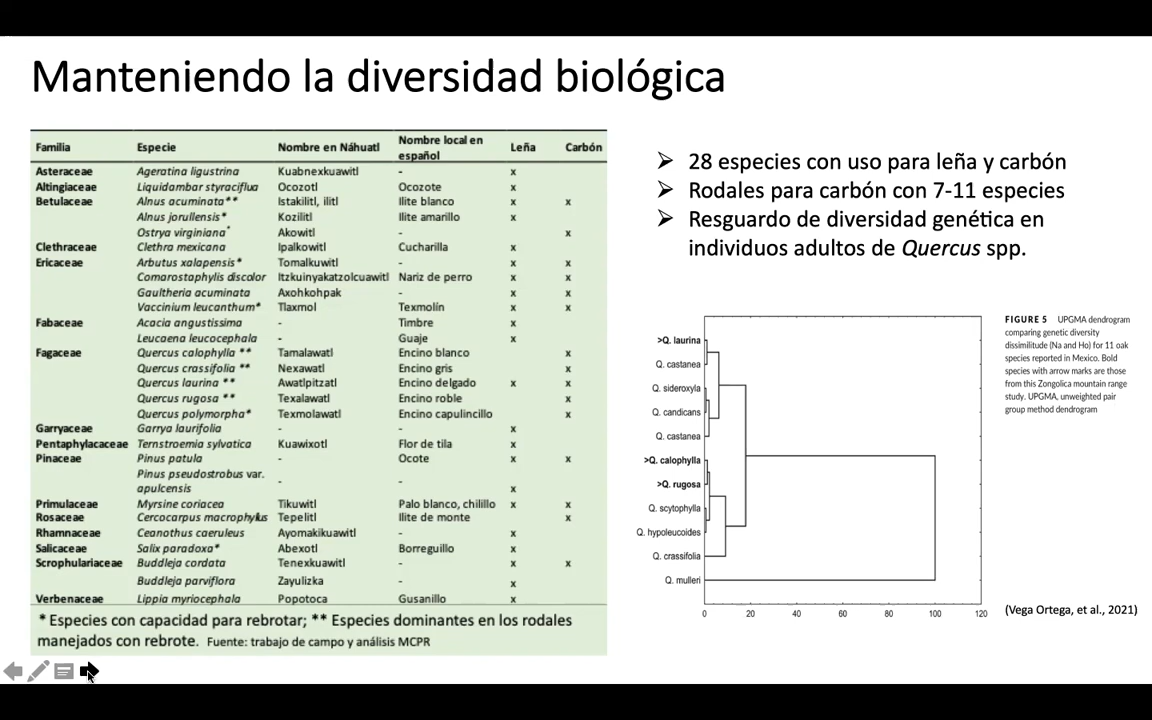 Manteniendo la diversidad biológica
Familia Especie Nombre en Náhuatl Nombre local en español Leña Carbón
Asteraceae Ageratina ligustrina Kuabnexkuawitl - x
Altingiaceae Liquidambar styraciflua Ocozotl Ocozote x
Betulaceae Alnus acuminata** Istakilitl, ilitl Ilite blanco x x
Alnus jorullensis* Kozilitl Ilite amarillo x
Ostrya virginiana* Akowitl - x
Clethraceae Clethra mexicana Ipalkowitl Cucharilla x
Ericaceae Arbutus xalapensis* Tomalkuwitl - x x
Comarostaphylis discolor Itzkuinyakatzolcuawitl Nariz de perro x x
Gaultheria acuminata Axohkohpak - x x
Vaccinium leucanthum* Tlaxmol Texmolín x x
Fabaceae Acacia angustissima - Timbre x
Leucaena leucocephala - Guaje x
Fagaceae Quercus calophylla ** Tamalawatl Encino blanco x
Quercus crassifolia ** Nexawatl Encino gris x
Quercus laurina ** Awatlpitzatl Encino delgado x x
Quercus rugosa ** Texalawatl Encino roble x
Quercus polymorpha* Texmolawatl Encino capulincillo x
Garryaceae Garrya laurifolia - - x
Pentaphylacaceae Ternstroemia sylvatica Kuawixotl Flor de tila x
Pinaceae Pinus patula - Ocote x x
Pinus pseudostrobus var. apulcensis - - x
Primulaceae Myrsine coriacea Tikuwitl Palo blanco, chilillo x x
Rosaceae Cercocarpus macrophylus Tepelitl Ilite de monte x
Rhamnaceae Ceanothus caeruleus Ayomakikuawitl - x
Salicaceae Salix paradoxa* Abexotl Borreguillo x
Scrophulariaceae Buddleja cordata Tenexkuawitl - x x
Buddleja parviflora Zayulizka - x
Verbenaceae Lippia myriocephala Popotoca Gusanillo x
* Especies con capacidad para rebrotar; ** Especies dominantes en los rodales
manejados con rebrote. Fuente: trabajo de campo y análisis MCPR
➢ 28 especies con uso para leña y carbón
➢ Rodales para carbón con 7-11 especies
➢ Resguardo de diversidad genética en
individuos adultos de Quercus spp.
>Q. laurina
Q. castanea
Q. sideroxyla
Q. candicans
Q. castanea
>Q. calophylla
>Q. rugosa
Q. scytophylla
Q. hypoleucoides
Q. crassifolia
Q. mulleri
0 20 40 60 80 100 120
FIGURE 5 UPGMA dendrogram
comparing genetic diversity
dissimilitude (Na and Ho) for 11 oak
species reported in Mexico. Bold
species with arrow marks are those
from this Zongolica mountain range
study. UPGMA, unweighted pair
group method dendrogram
(Vega Ortega, et al., 2021)